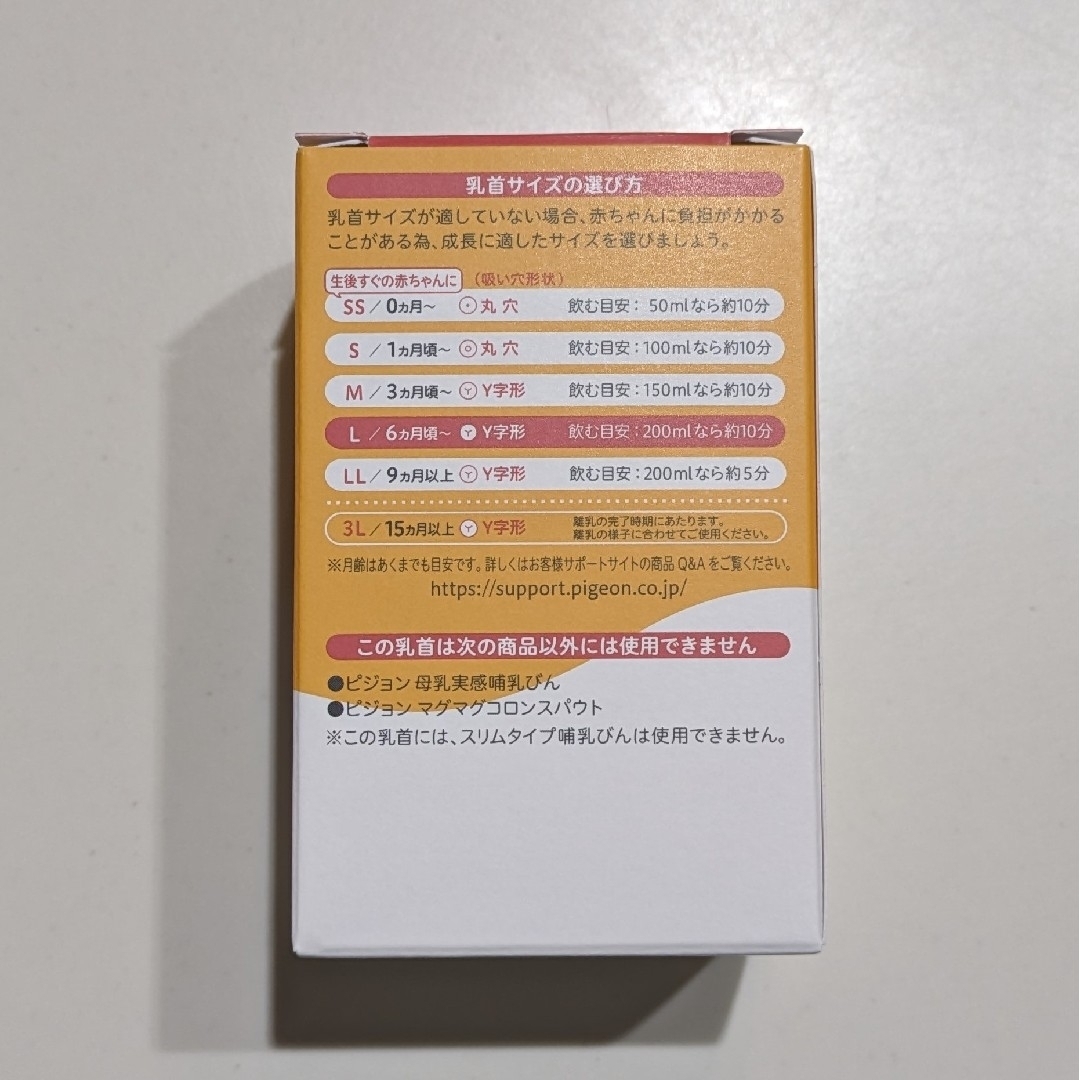 乳首サイズの選び方
乳首サイズが適していない場合、赤ちゃんに負担がかかる
ことがある為、成長に適したサイズを選びましょう。
生後すぐの赤ちゃんに (吸い穴形状)
SS / 0ヵ月〜 丸穴 飲む目安： 50mlなら約10分
S / 1ヵ月頃〜 丸穴 飲む目安：100mlなら約10分
M / 3ヵ月頃〜 Y字形 飲む目安：150mlなら約10分
L / 6ヵ月頃〜 Y字形 飲む目安：200mlなら約10分
LL / 9ヵ月以上 Y字形 飲む目安：200mlなら約5分
3L / 15ヵ月以上 Y字形 離乳の完了時期にあたります。
離乳の様子に合わせてご使用ください。
※月齢はあくまでも目安です。詳しくはお客様サポートサイトの商品Q&Aをご覧ください。
https://support.pigeon.co.jp/
この乳首は次の商品以外には使用できません
●ピジョン 母乳実感哺乳びん
●ピジョン マグマグコロンスパウト
※この乳首には、スリムタイプ哺乳びんは使用できません。